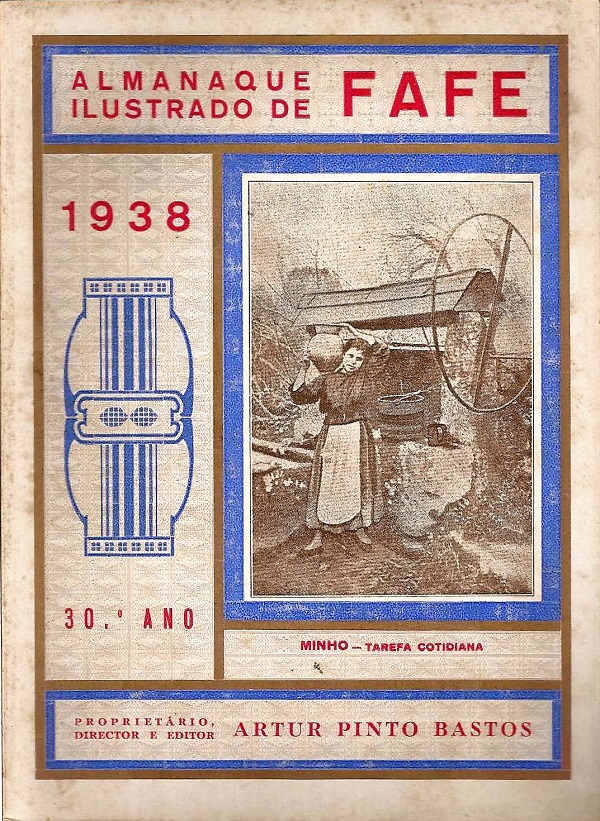 ALMANAQUE
ILUSTRADO DE FAFE
1938
30.º ANO
MINHO — TAREFA COTIDIANA
PROPRIETÁRIO,
DIRECTOR E EDITOR ARTUR PINTO BASTOS